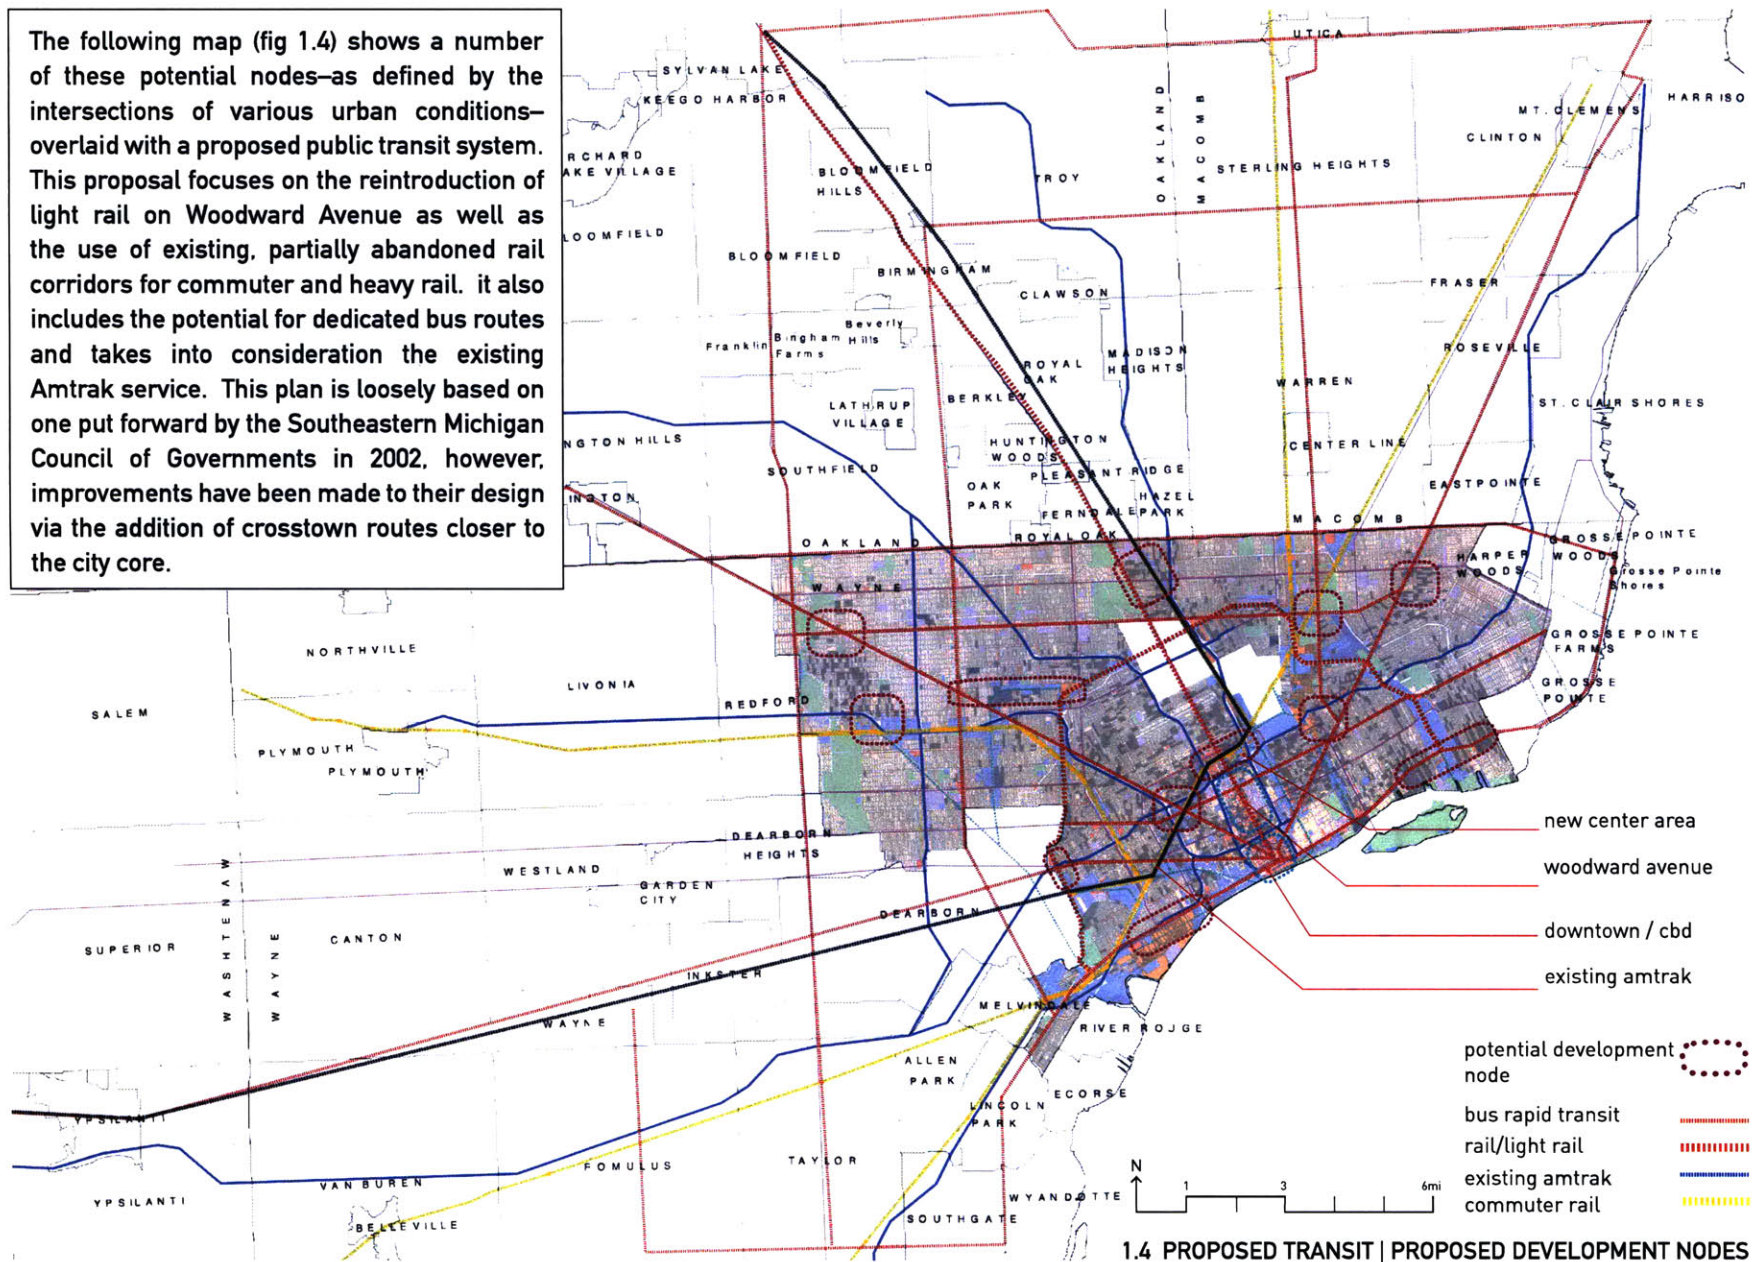 The following map (fig 1.4) shows a number
of these potential nodes—as defined by the
intersections of various urban conditions—
overlaid with a proposed public transit system.
This proposal focuses on the reintroduction of
light rail on Woodward Avenue as well as
the use of existing, partially abandoned rail
corridors for commuter and heavy rail. it also
includes the potential for dedicated bus routes
and takes into consideration the existing
Amtrak service. This plan is loosely based on
one put forward by the Southeastern Michigan
Council of Governments in 2002, however,
improvements have been made to their design
via the addition of crosstown routes closer to
the city core.
UTICA
SYLVAN LAKE
KEEGO HARBOR
HARRISO
MT. CLEMENS
CLINTON
OAKLAND
MACOMB
RCHARD
AKE VILLAGE
BLOOMFIELD
HILLS
TROY
STERLING HEIGHTS
LOOMFIELD
BLOOMFIELD
BIRMINGHAM
CLAWSON
FRASER
Beverly
Hills
Franklin
Bingham
Farms
MADISON
HEIGHTS
ROSEVILLE
ROYAL
OAK
WARREN
BERKLEY
LATHRUP
VILLAGE
ST. CLAIR SHORES
NGTON HILLS
HUNTINGTON
WOODS
CENTER LINE
SOUTHFIELD
PLEASANT RIDGE
OAK
PARK
HAZEL
PARK
EASTPOINTE
INGTON
FERNDALE
MACOMB
OAKLAND
ROYAL OAK
GROSSE POINTE
WOODS
HARPER
WOODS
Grosse Pointe
Shores
WAYNE
GROSSE POINTE
FARMS
NORTHVILLE
LIVONIA
REDFORD
GROSSE
POINTE
SALEM
PLYMOUTH
PLYMOUTH
new center area
DEARBORN
HEIGHTS
WESTLAND
woodward avenue
GARDEN
CITY
WASHTENAW
WAYNE
DEARBORN
downtown / cbd
SUPERIOR
CANTON
INKSTER
existing amtrak
MELVINDALE
WAYNE
RIVER ROUGE
ALLEN
PARK
potential development
node
ECORSE
LINCOLN
PARK
YPSILANTI
bus rapid transit
rail/light rail
existing amtrak
commuter rail
TAYLOR
VAN BUREN
YPSILANTI
BELLEVILLE
WYANDOTTE
SOUTHGATE
N
1 3 6mi
1.4 PROPOSED TRANSIT | PROPOSED DEVELOPMENT NODES